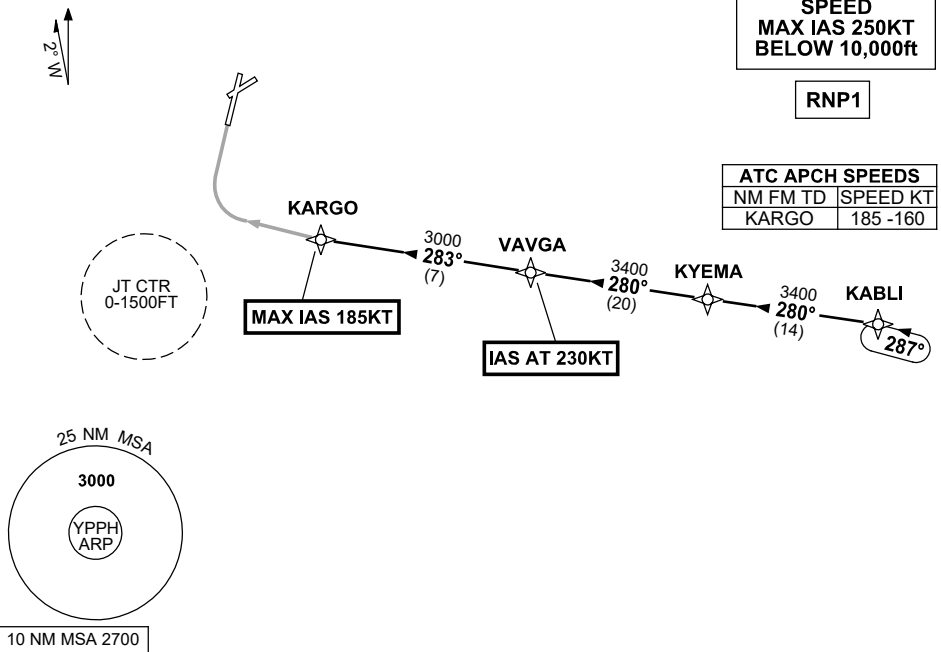 SPEED
MAX IAS 250KT
BELOW 10,000ft
2° W
RNP1
ATC APCH SPEEDS
NM FM TD SPEED KT
KARGO 185 -160
KARGO
3000
283°
(7)
VAVGA
3400
280°
(20)
KYEMA
3400
280°
(14)
KABLI
287°
JT CTR
0-1500FT
MAX IAS 185KT
IAS AT 230KT
25 NM MSA
3000
YPPH
ARP
10 NM MSA 2700